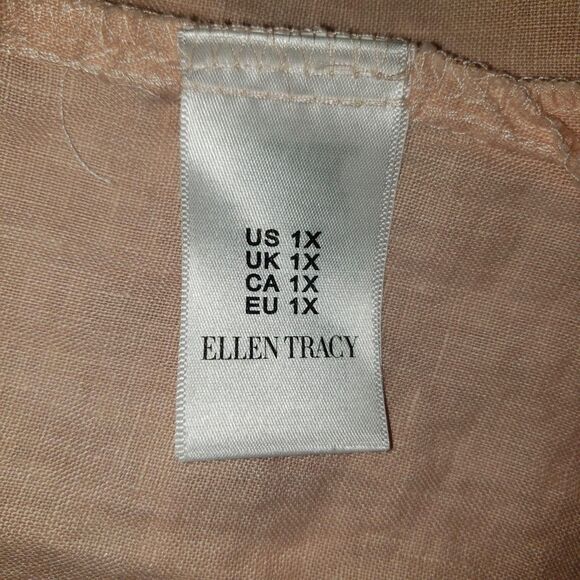 US 1X
UK 1X
CA 1X
EU 1X
ELLEN TRACY